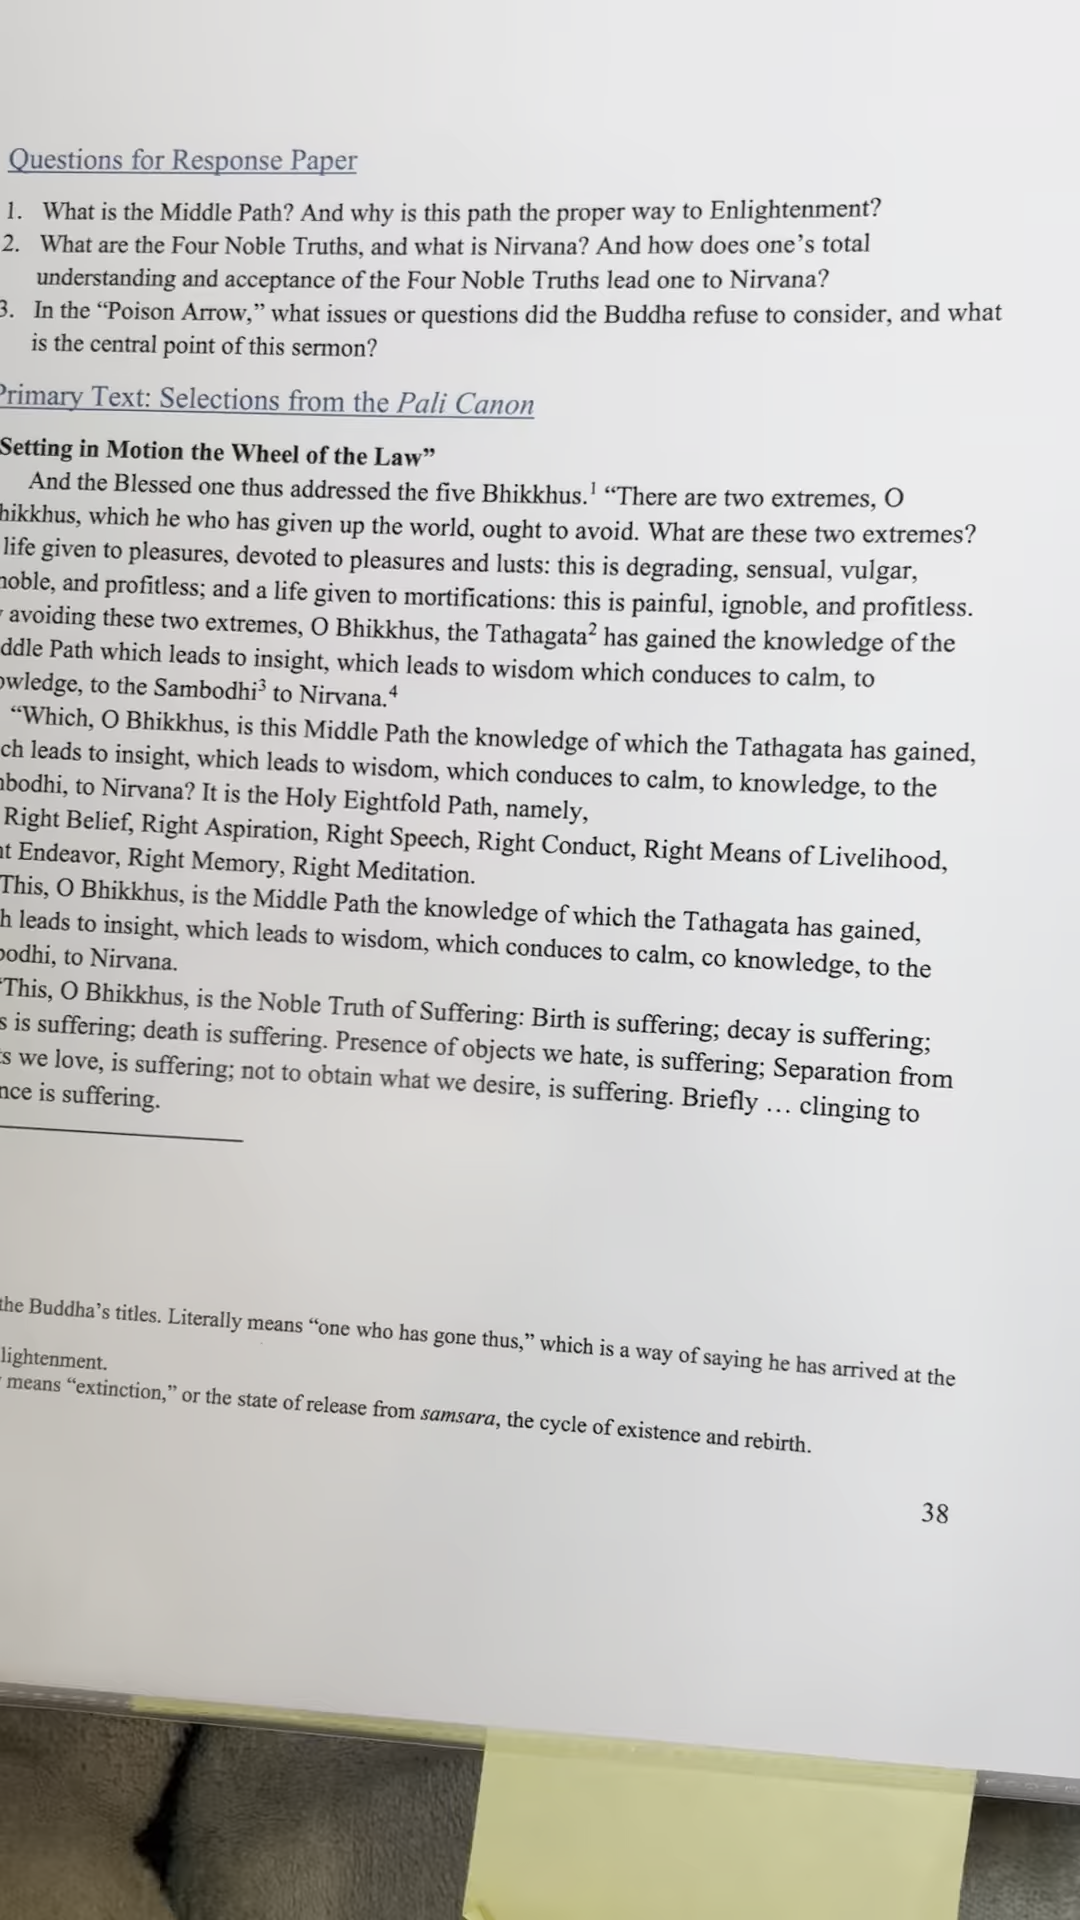 Questions for Response Paper
1. What is the Middle Path? And why is this path the proper way to Enlightenment?
2. What are the Four Noble Truths, and what is Nirvana? And how does one's total
understanding and acceptance of the Four Noble Truths lead one to Nirvana?
3. In the “Poison Arrow,” what issues or questions did the Buddha refuse to consider, and what
is the central point of this sermon?
Primary Text: Selections from the Pali Canon
Setting in Motion the Wheel of the Law”
And the Blessed one thus addressed the five Bhikkhus.¹ “There are two extremes, O
hikkhus, which he who has given up the world, ought to avoid. What are these two extremes?
life given to pleasures, devoted to pleasures and lusts: this is degrading, sensual, vulgar,
noble, and profitless; and a life given to mortifications: this is painful, ignoble, and profitless.
avoiding these two extremes, O Bhikkhus, the Tathagata² has gained the knowledge of the
ddle Path which leads to insight, which leads to wisdom which conduces to calm, to
owledge, to the Sambodhi³ to Nirvana.⁴
“Which, O Bhikkhus, is this Middle Path the knowledge of which the Tathagata has gained,
ch leads to insight, which leads to wisdom, which conduces to calm, to knowledge, to the
mbodhi, to Nirvana? It is the Holy Eightfold Path, namely,
Right Belief, Right Aspiration, Right Speech, Right Conduct, Right Means of Livelihood,
ht Endeavor, Right Memory, Right Meditation.
This, O Bhikkhus, is the Middle Path the knowledge of which the Tathagata has gained,
h leads to insight, which leads to wisdom, which conduces to calm, co knowledge, to the
bodhi, to Nirvana.
“This, O Bhikkhus, is the Noble Truth of Suffering: Birth is suffering; decay is suffering;
s is suffering; death is suffering. Presence of objects we hate, is suffering; Separation from
ts we love, is suffering; not to obtain what we desire, is suffering. Briefly ... clinging to
nce is suffering.
the Buddha's titles. Literally means “one who has gone thus,” which is a way of saying he has arrived at the
lightenment.
means “extinction,” or the state of release from samsara, the cycle of existence and rebirth.
38